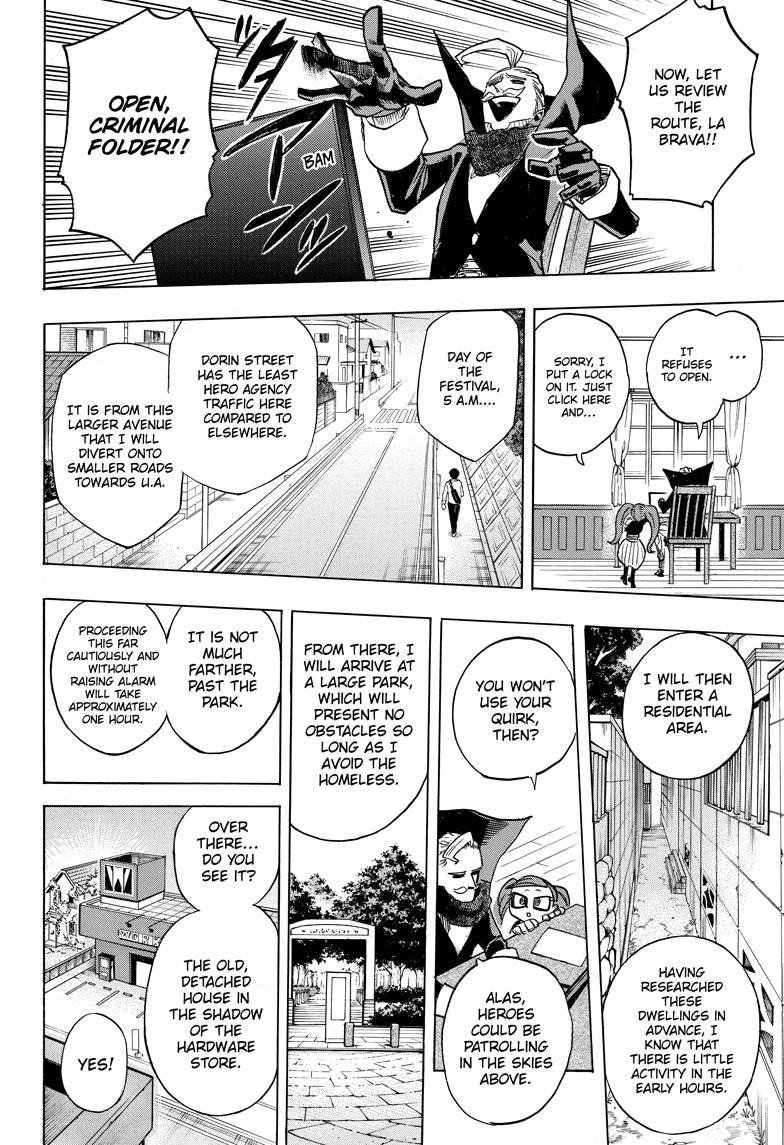 NOW, LET
US REVIEW
THE
ROUTE, LA
BRAVA!!
OPEN,
CRIMINAL
FOLDER!!
BAM
...
IT
REFUSES
TO OPEN.
SORRY, I
PUT A LOCK
ON IT. JUST
CLICK HERE
AND...
DAY OF
THE
FESTIVAL,
5 A.M....
DORIN STREET
HAS THE LEAST
HERO AGENCY
TRAFFIC HERE
COMPARED TO
ELSEWHERE.
IT IS FROM THIS
LARGER AVENUE
THAT I WILL
DIVERT ONTO
SMALLER ROADS
TOWARDS U.A.
I WILL THEN
ENTER A
RESIDENTIAL
AREA.
HAVING
RESEARCHED
THESE
DWELLINGS IN
ADVANCE, I
KNOW THAT
THERE IS LITTLE
ACTIVITY IN THE
EARLY HOURS.
YOU WON'T
USE YOUR
QUIRK,
THEN?
ALAS,
HEROES
COULD BE
PATROLLING
IN THE SKIES
ABOVE.
FROM THERE, I
WILL ARRIVE AT
A LARGE PARK,
WHICH WILL
PRESENT NO
OBSTACLES SO
LONG AS I
AVOID THE
HOMELESS.
IT IS NOT
MUCH
FARTHER,
PAST THE
PARK.
PROCEEDING
THIS FAR
CAUTIOUSLY AND
WITHOUT
RAISING ALARM
WILL TAKE
APPROXIMATELY
ONE HOUR.
OVER
THERE...
DO YOU
SEE IT?
THE OLD,
DETACHED
HOUSE IN
THE SHADOW
OF THE
HARDWARE
STORE.
YES!
W